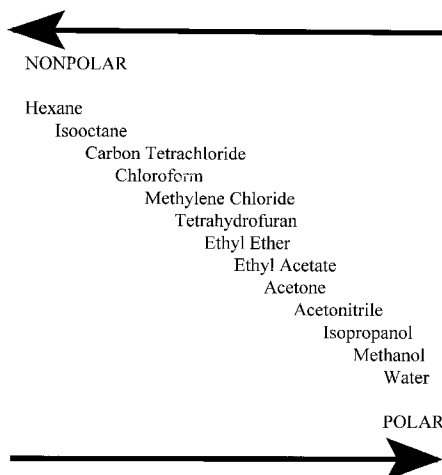 NONPOLAR
Hexane
Isooctane
Carbon Tetrachloride
Chloroform
Methylene Chloride
Tetrahydrofuran
Ethyl Ether
Ethyl Acetate
Acetone
Acetonitrile
Isopropanol
Methanol
Water
POLAR